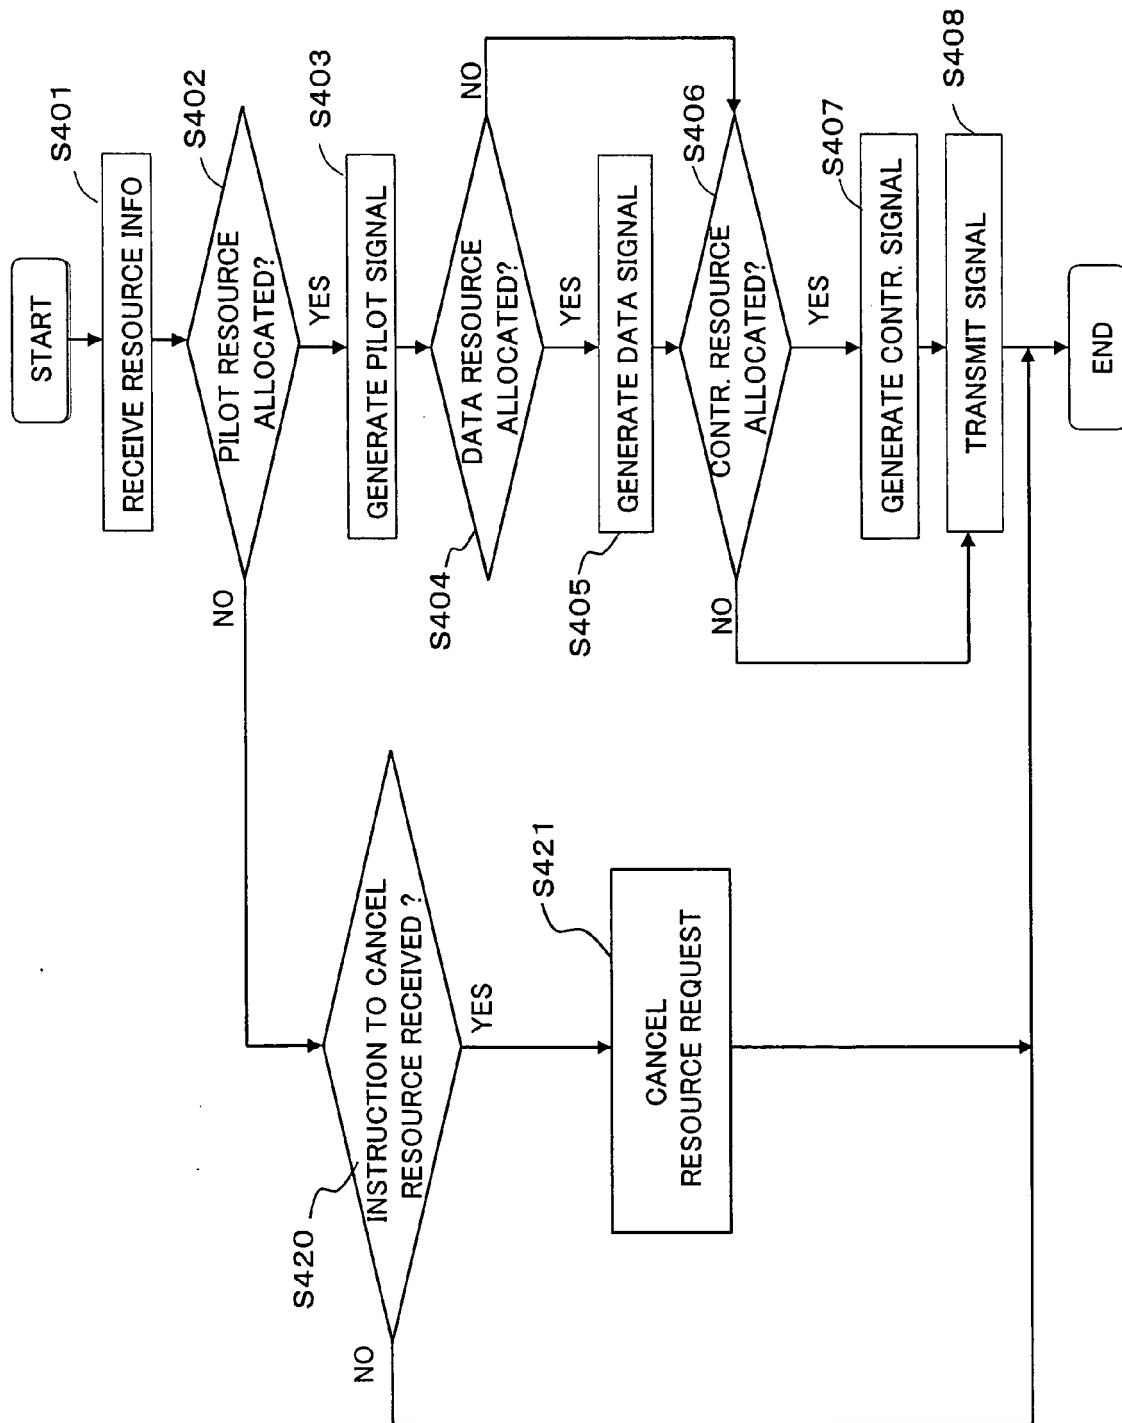 START
S401
RECEIVE RESOURCE INFO
S402
PILOT RESOURCE
ALLOCATED?
NO
YES
S403
GENERATE PILOT SIGNAL
S404
DATA RESOURCE
ALLOCATED?
NO
YES
S405
GENERATE DATA SIGNAL
S406
CONTR. RESOURCE
ALLOCATED?
NO
YES
S407
GENERATE CONTR. SIGNAL
S408
TRANSMIT SIGNAL
END
S420
INSTRUCTION TO CANCEL
RESOURCE RECEIVED ?
NO
YES
S421
CANCEL
RESOURCE REQUEST